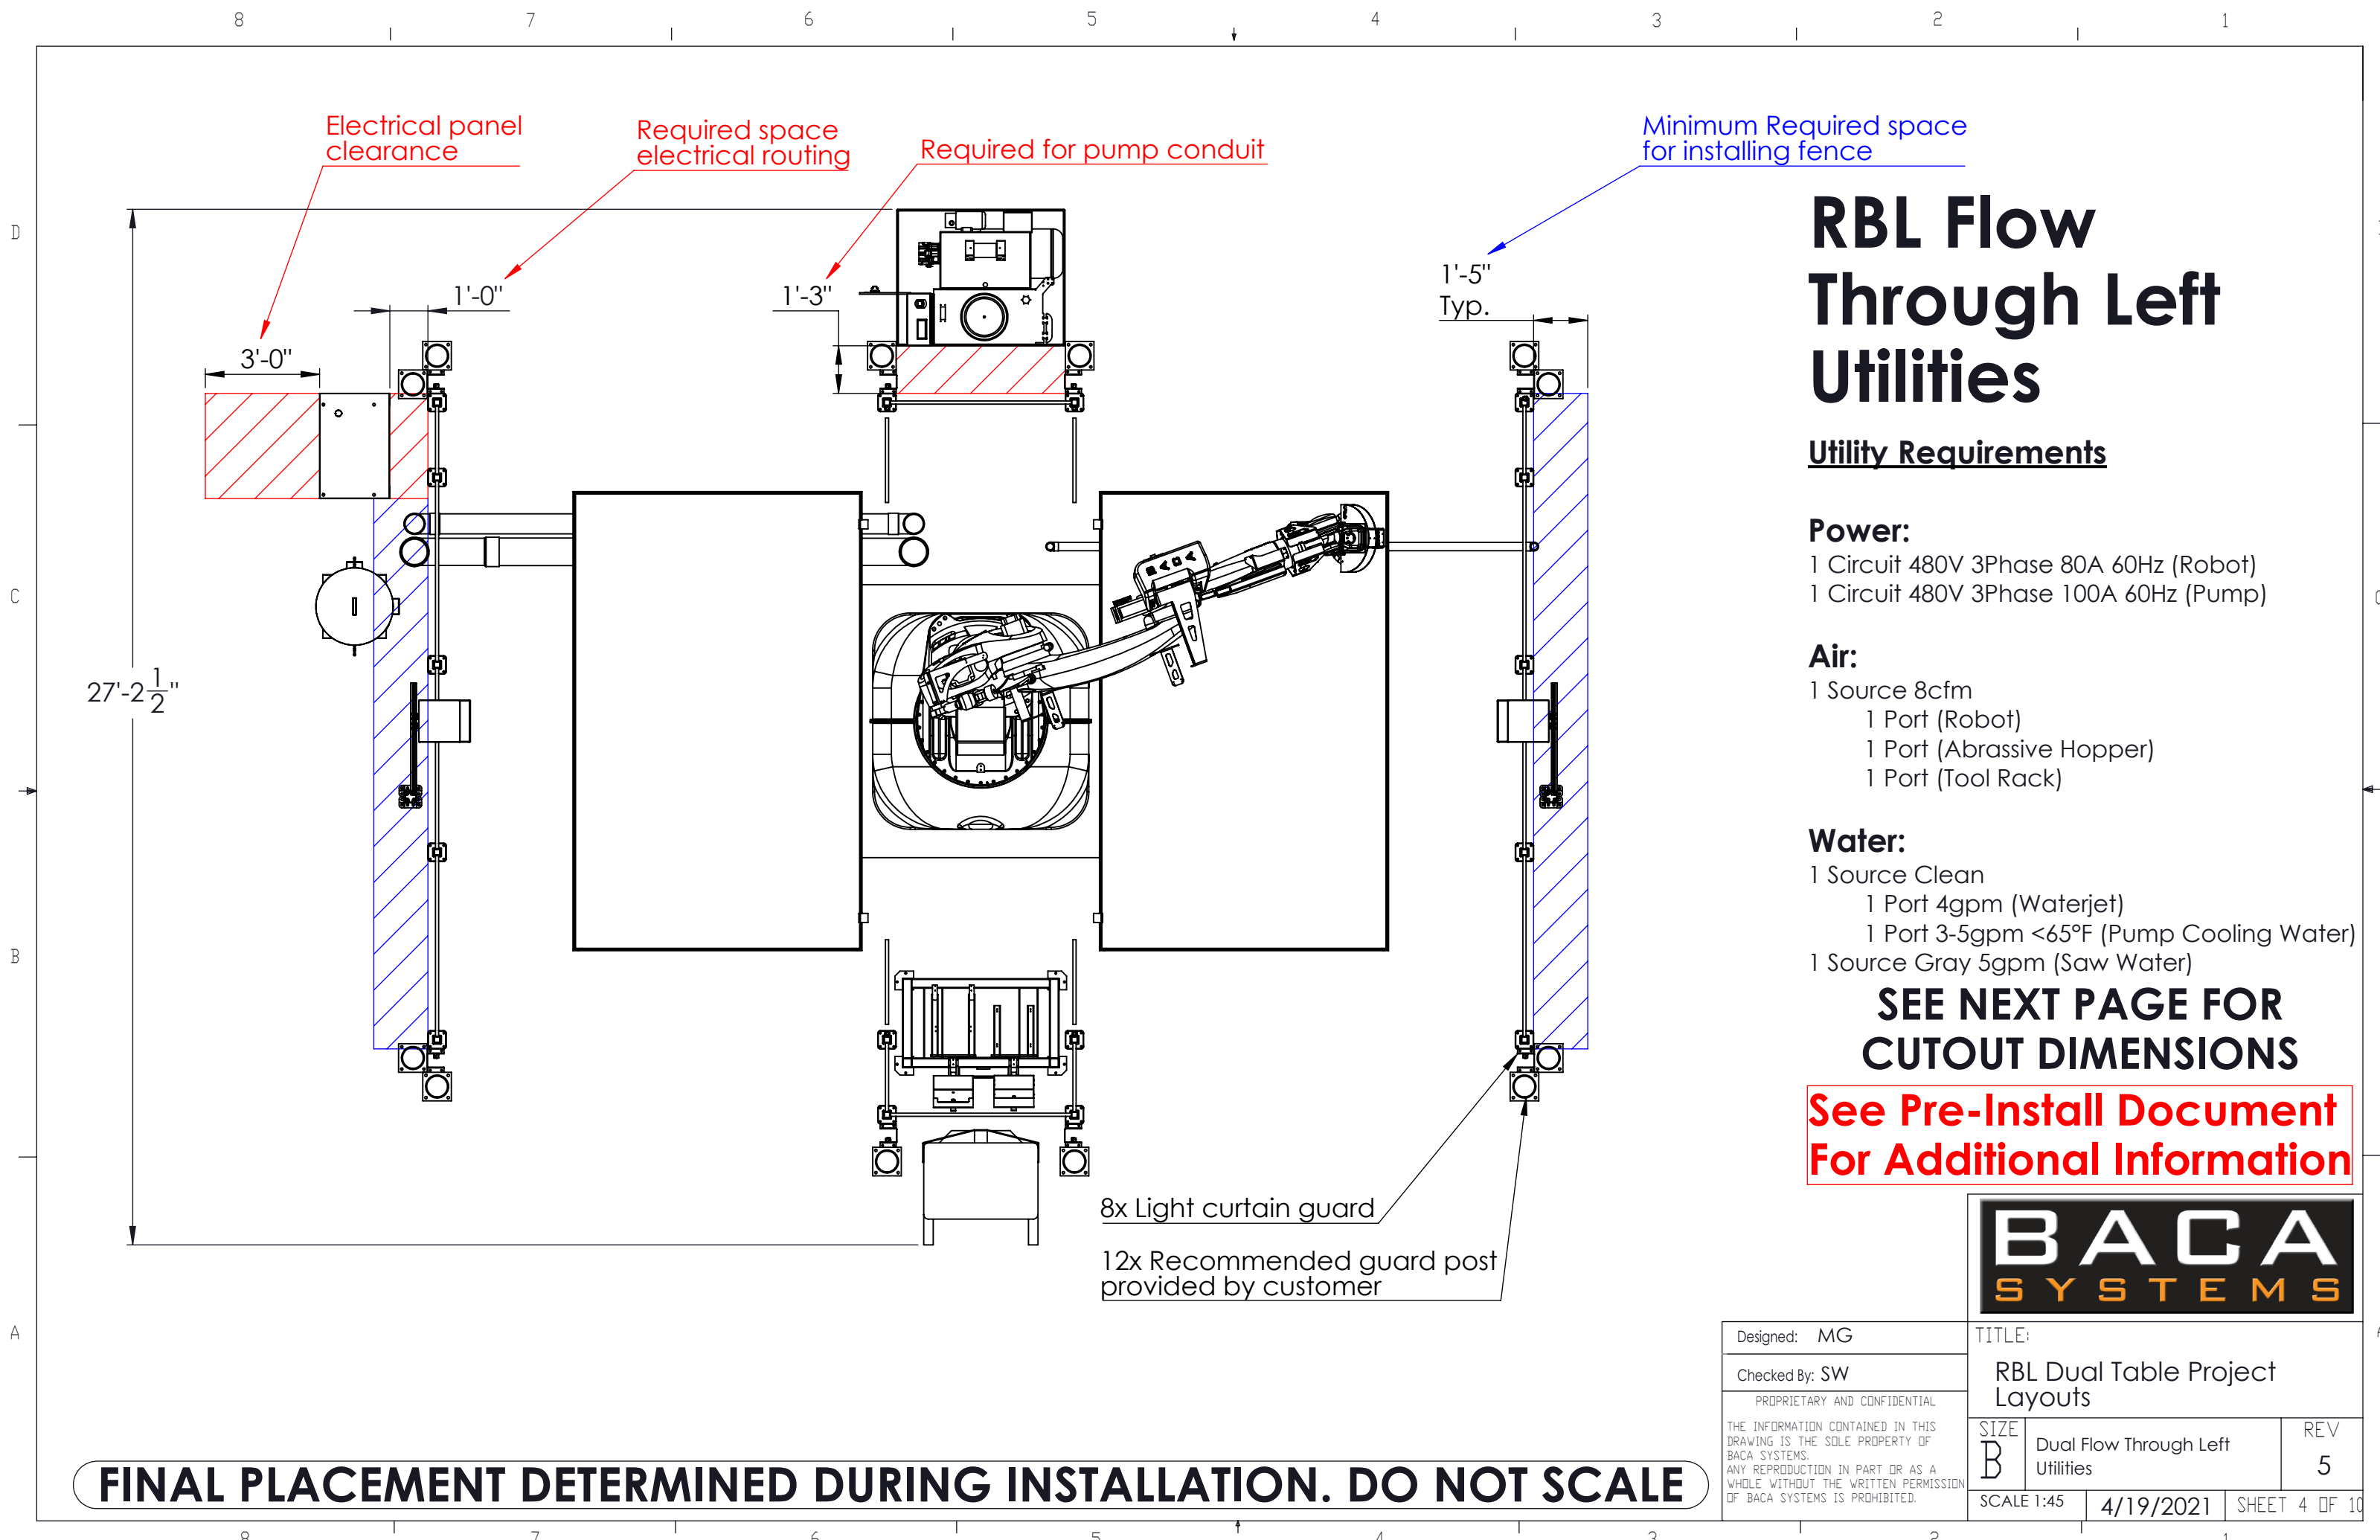 8 7 6 5 4 3 2 1
Electrical panel
clearance
Required space
electrical routing
Required for pump conduit
Minimum Required space
for installing fence
RBL Flow
Through Left
Utilities
D
1'-0"
1'-3"
1'-5"
Typ.
3'-0"
Utility Requirements
Power:
1 Circuit 480V 3Phase 80A 60Hz (Robot)
1 Circuit 480V 3Phase 100A 60Hz (Pump)
C
Air:
1 Source 8cfm
1 Port (Robot)
1 Port (Abrassive Hopper)
1 Port (Tool Rack)
27'-2 1/2"
BACA
Water:
1 Source Clean
1 Port 4gpm (Waterjet)
1 Port 3-5gpm <65°F (Pump Cooling Water)
1 Source Gray 5gpm (Saw Water)
B
SEE NEXT PAGE FOR
CUTOUT DIMENSIONS
See Pre-Install Document
For Additional Information
8x Light curtain guard
12x Recommended guard post
provided by customer
BACA
SYSTEMS
A
Designed: MG
Checked By: SW
PROPRIETARY AND CONFIDENTIAL
THE INFORMATION CONTAINED IN THIS
DRAWING IS THE SOLE PROPERTY OF
BACA SYSTEMS.
ANY REPRODUCTION IN PART OR AS A
WHOLE WITHOUT THE WRITTEN PERMISSION
OF BACA SYSTEMS IS PROHIBITED.
TITLE:
RBL Dual Table Project
Layouts
SIZE
B
Dual Flow Through Left
Utilities
REV
5
SCALE 1:45
4/19/2021
SHEET 4 OF 10
FINAL PLACEMENT DETERMINED DURING INSTALLATION. DO NOT SCALE
8 7 6 5 4 3 2 1